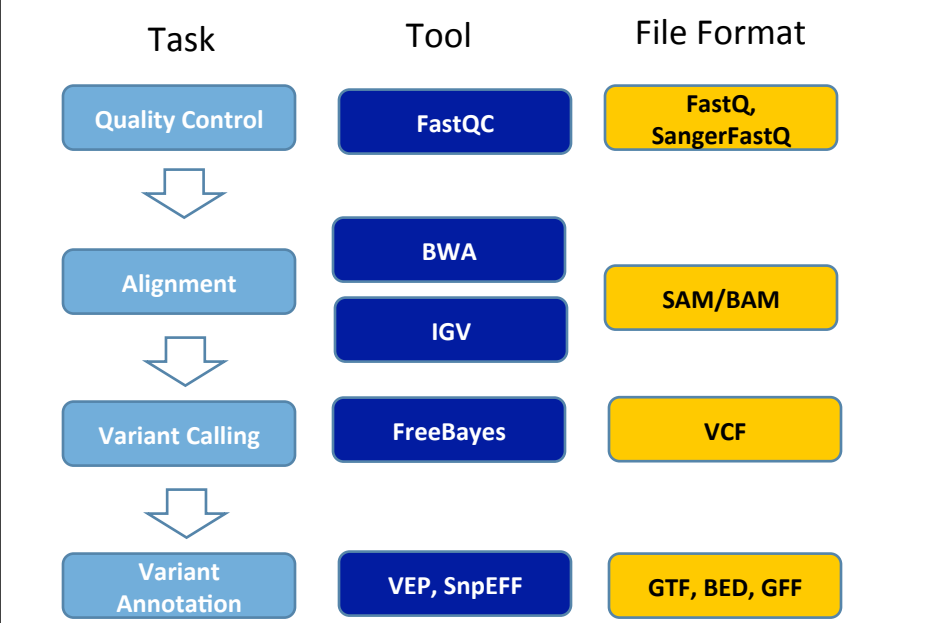 Task
Tool
File Format
Quality Control
FastQC
FastQ,
SangerFastQ
Alignment
BWA
IGV
SAM/BAM
Variant Calling
FreeBayes
VCF
Variant
Annotation
VEP, SnpEFF
GTF, BED, GFF